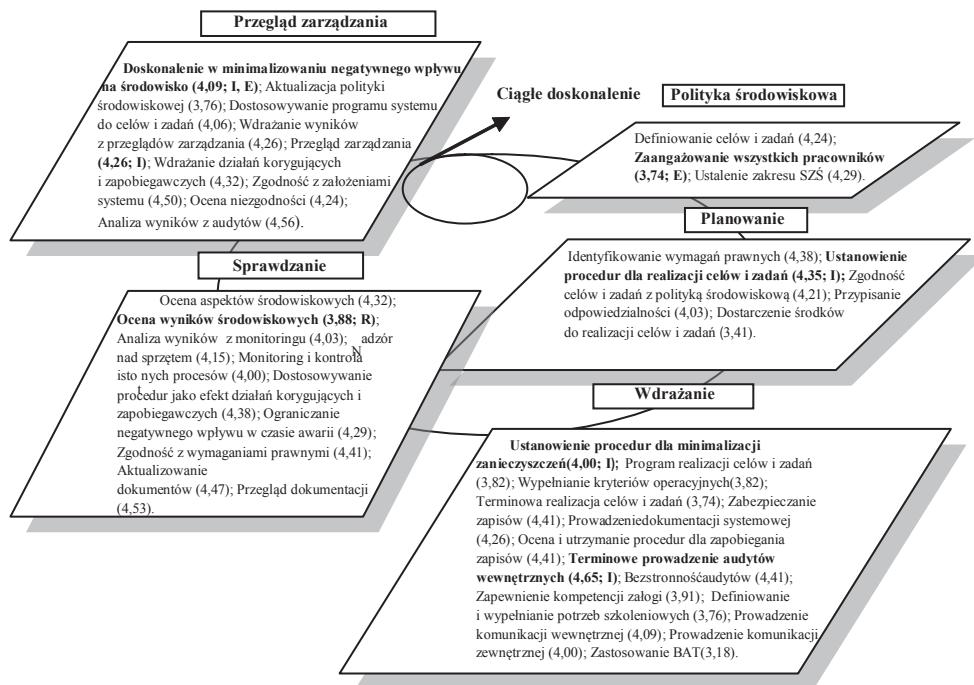 Przegląd zarządzania
Doskonalenie w minimalizowaniu negatywnego wpływu
na środowisko (4,09; I, E); Aktualizacja polityki
środowiskowej (3,76); Dostosowywanie programu systemu
do celów i zadań (4,06); Wdrażanie wyników
z przeglądów zarządzania (4,26); Przegląd zarządzania
(4,26; I); Wdrażanie działań korygujących
i zapobiegawczych (4,32); Zgodność z założeniami
systemu (4,50); Ocena niezgodności (4,24);
Analiza wyników z audytów (4,56).
Ciągłe doskonalenie
Polityka środowiskowa
Definiowanie celów i zadań (4,24);
Zaangażowanie wszystkich pracowników
(3,74; E); Ustalenie zakresu SZŚ (4,29).
Planowanie
Identyfikowanie wymagań prawnych (4,38); Ustanowienie
procedur dla realizacji celów i zadań (4,35; I); Zgodność
celów i zadań z polityką środowiskową (4,21); Przypisanie
odpowiedzialności (4,03); Dostarczenie środków
do realizacji celów i zadań (3,41).
Sprawdzanie
Ocena aspektów środowiskowych (4,32);
Ocena wyników środowiskowych (3,88; R);
Analiza wyników z monitoringu (4,03); Nadzór
nad sprzętem (4,15); Monitoring i kontrola
istotnych procesów (4,00); Dostosowywanie
procedur jako efekt działań korygujących i
zapobiegawczych (4,38); Ograniczanie
negatywnego wpływu w czasie awarii (4,29);
Zgodność z wymaganiami prawnymi (4,41);
Aktualizowanie
dokumentów (4,47); Przegląd dokumentacji
(4,53).
Wdrażanie
Ustanowienie procedur dla minimalizacji
zanieczyszczeń(4,00; I); Program realizacji celów i zadań
(3,82); Wypełnianie kryteriów operacyjnych(3,82);
Terminowa realizacja celów i zadań (3,74); Zabezpieczanie
zapisów (4,41); Prowadzeniedokumentacji systemowej
(4,26); Ocena i utrzymanie procedur dla zapobiegania
zapisów (4,41); Terminowe prowadzenie audytów
wewnętrznych (4,65; I); Bezstronnośćaudytów (4,41);
Zapewnienie kompetencji załogi (3,91); Definiowanie
i wypełnianie potrzeb szkoleniowych (3,76); Prowadzenie
komunikacji wewnętrznej (4,09); Prowadzenie komunikacji
zewnętrznej (4,00); Zastosowanie BAT(3,18).